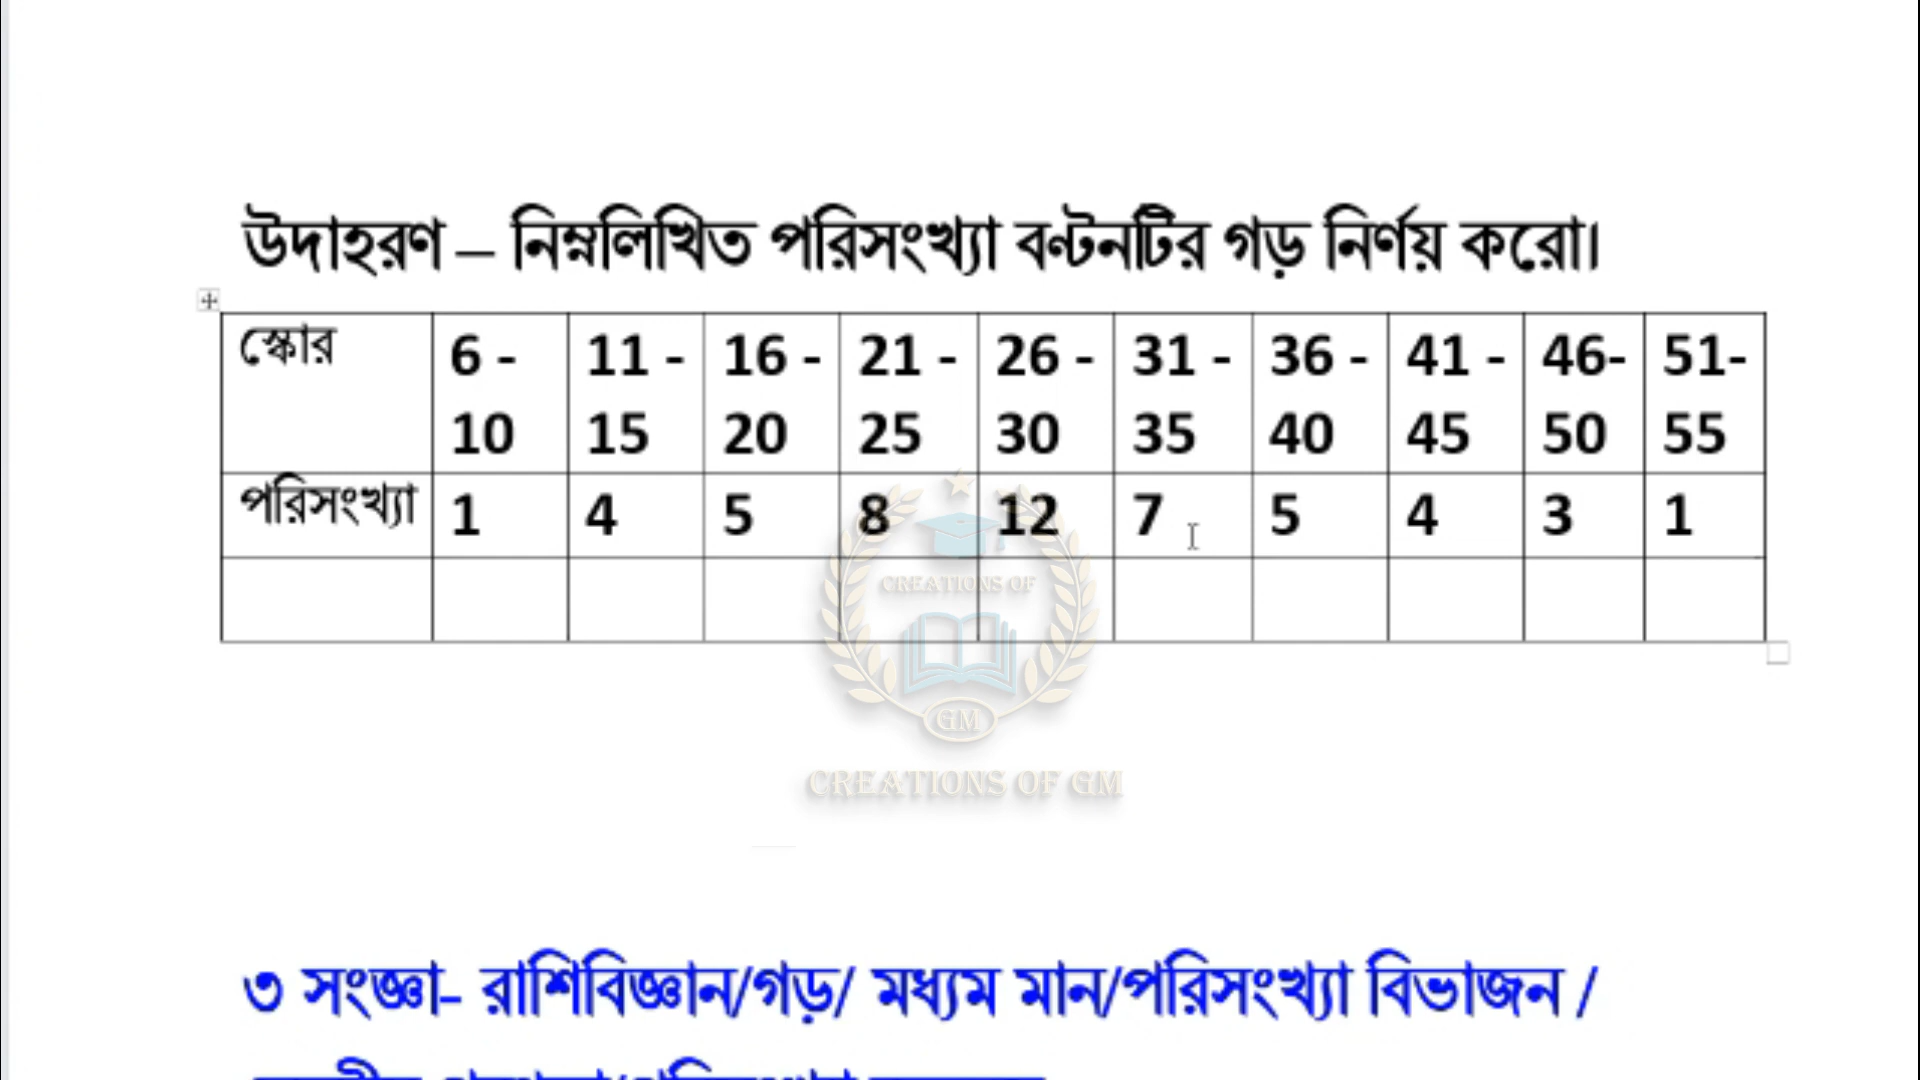 উদাহরণ – নিম্নলিখিত পরিসংখ্যা বণ্টনটির গড় নির্ণয় করো।
স্কোর 6 - 10 11 - 15 16 - 20 21 - 25 26 - 30 31 - 35 36 - 40 41 - 45 46- 50 51- 55
পরিসংখ্যা 1 4 5 8 12 7 5 4 3 1
CREATIONS OF
GM
CREATIONS OF GM
৩ সংজ্ঞা- রাশিবিজ্ঞান/গড়/ মধ্যম মান/পরিসংখ্যা বিভাজন /